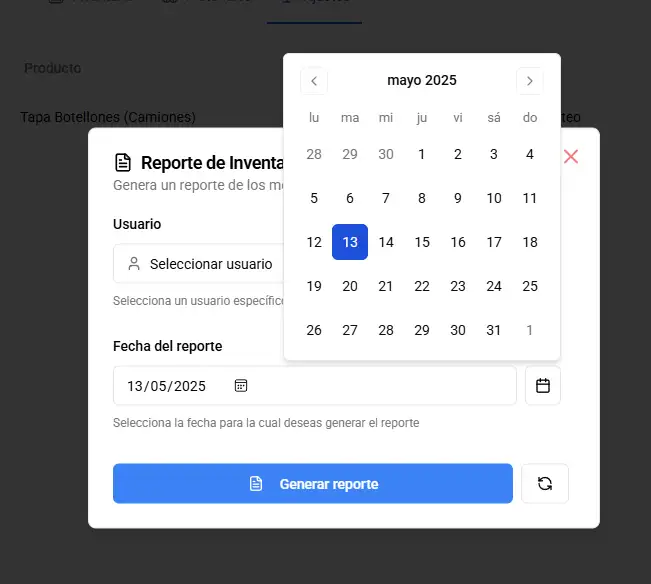 Producto
Tapa Botellones (Camiones)
mayo 2025
lu ma mi ju vi sá do
28 29 30 1 2 3 4
5 6 7 8 9 10 11
12 13 14 15 16 17 18
19 20 21 22 23 24 25
26 27 28 29 30 31 1
Reporte de Inventa
Genera un reporte de los
Usuario
Seleccionar usuario
Selecciona un usuario específico
Fecha del reporte
13/05/2025
Selecciona la fecha para la cual deseas generar el reporte
Generar reporte